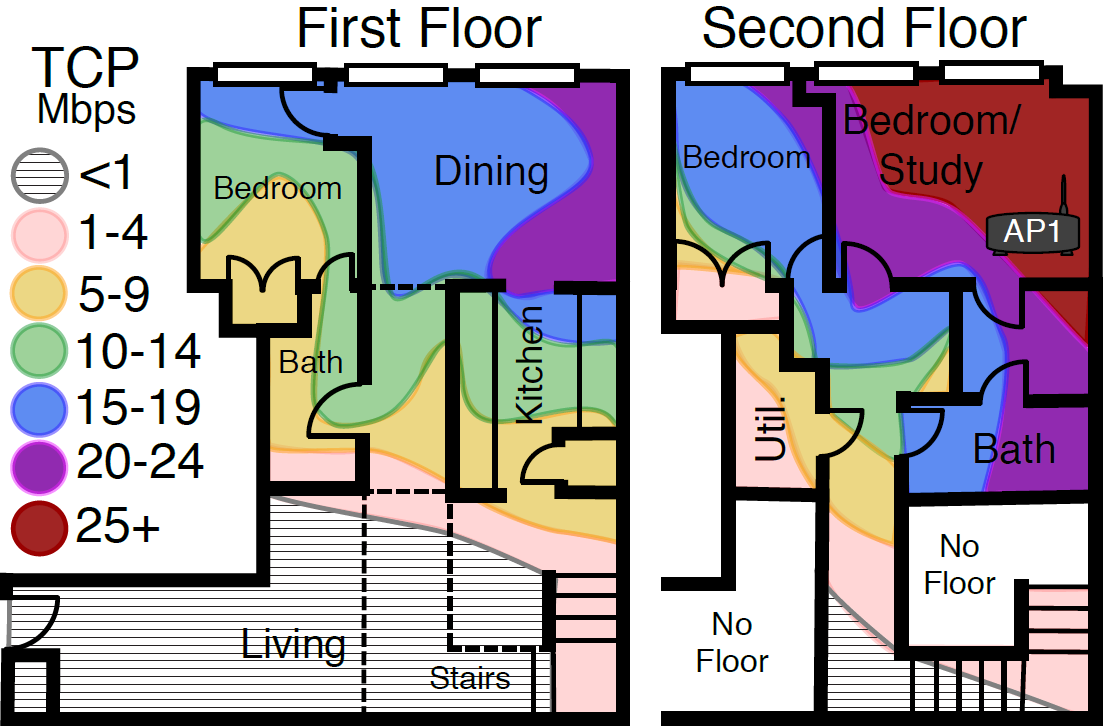 First Floor
Second Floor
TCP
Mbps
<1
1-4
5-9
10-14
15-19
20-24
25+
Bedroom
Dining
Bath
Kitchen
Living
Stairs
Bedroom
Bedroom/
Study
AP1
Util.
Bath
No
Floor
No
Floor